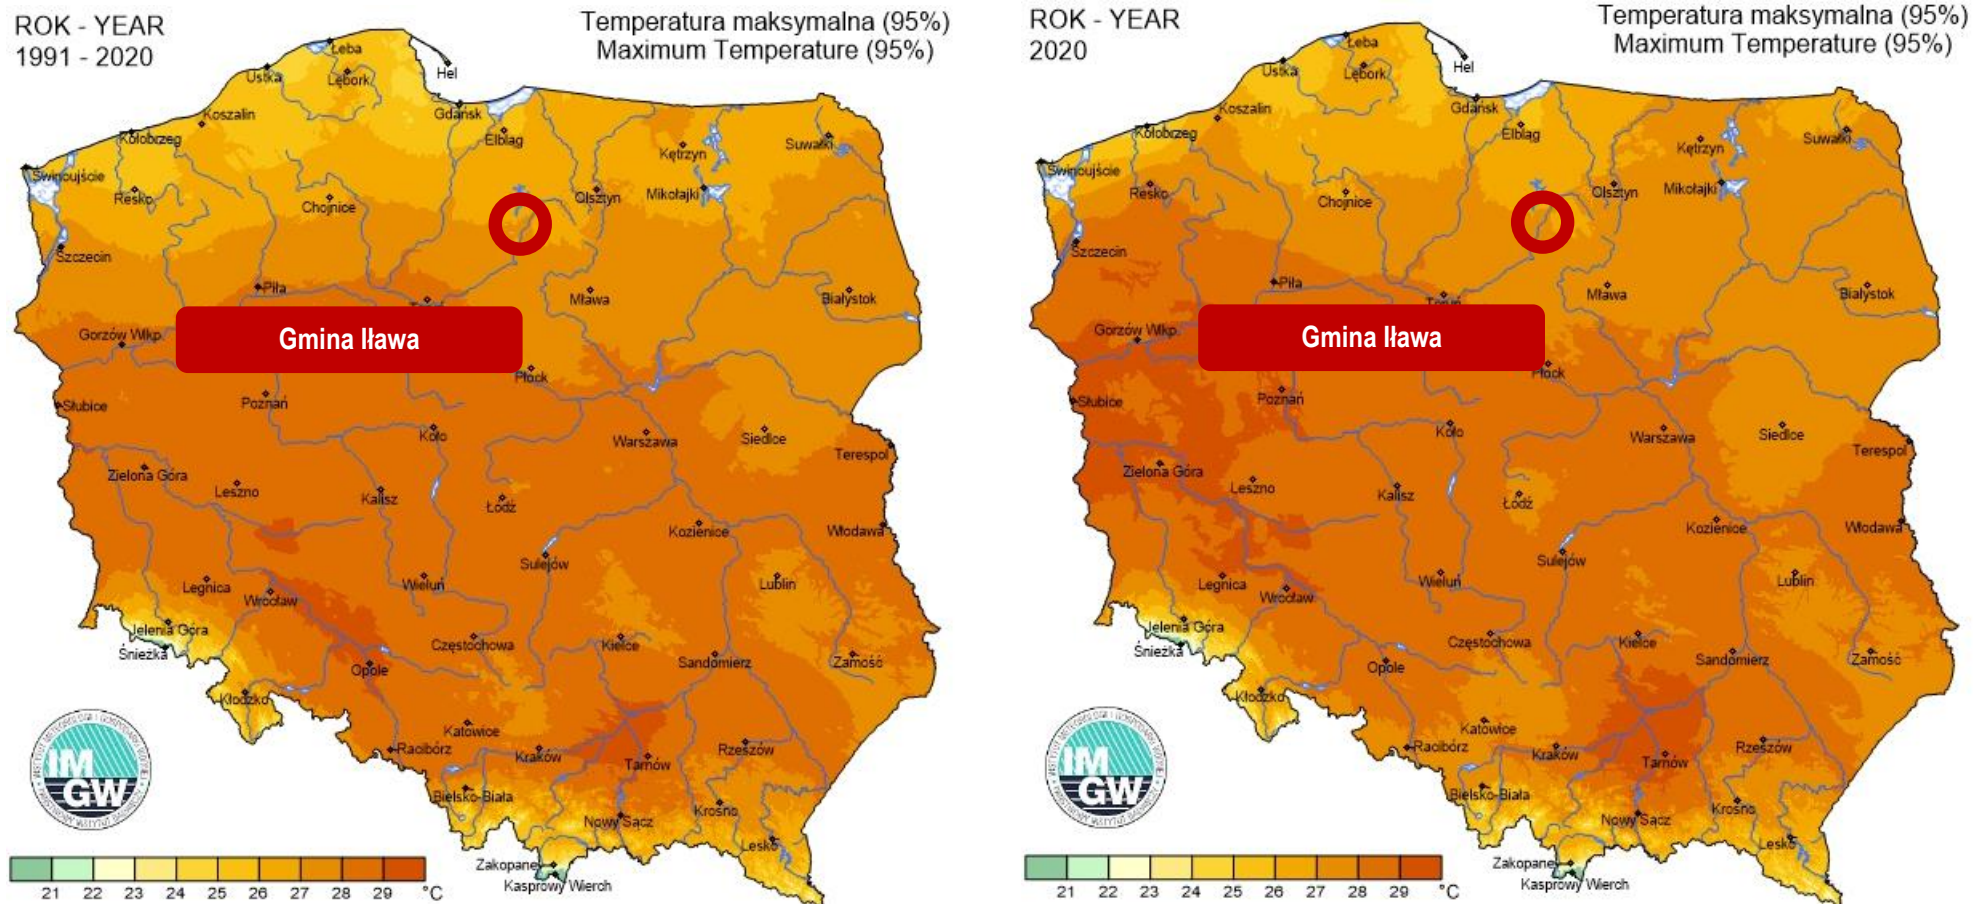 ROK - YEAR
1991 - 2020
Temperatura maksymalna (95%)
Maximum Temperature (95%)
Łeba
Hel
Ustka
Lębork
Gdańsk
Koszalin
Elbląg
Kołobrzeg
Kętrzyn
Suwałki
Świnoujście
Resko
Chojnice
Olsztyn
Mikołajki
Szczecin
Piła
Mława
Białystok
Gorzów Wlkp.
Gmina Iława
Płock
Słubice
Poznań
Koło
Warszawa
Siedlce
Terespol
Zielona Góra
Leszno
Kalisz
Łódź
Kozienice
Włodawa
Sulejów
Legnica
Wrocław
Wieluń
Lublin
Jelenia Góra
Śnieżka
Częstochowa
Kielce
Sandomierz
Zamość
Opole
Kłodzko
Katowice
Racibórz
Kraków
Tarnów
Rzeszów
Bielsko-Biała
Nowy Sącz
Krosno
Lesko
Zakopane
Kasprowy Wierch
IM
GW
21 22 23 24 25 26 27 28 29 °C
ROK - YEAR
2020
Temperatura maksymalna (95%)
Maximum Temperature (95%)
Łeba
Hel
Ustka
Lębork
Gdańsk
Koszalin
Elbląg
Kołobrzeg
Kętrzyn
Suwałki
Świnoujście
Resko
Chojnice
Olsztyn
Mikołajki
Szczecin
Piła
Toruń
Mława
Białystok
Gorzów Wlkp.
Gmina Iława
Płock
Słubice
Poznań
Koło
Warszawa
Siedlce
Terespol
Zielona Góra
Leszno
Kalisz
Łódź
Kozienice
Włodawa
Sulejów
Legnica
Wrocław
Wieluń
Lublin
Jelenia Góra
Śnieżka
Częstochowa
Kielce
Sandomierz
Zamość
Opole
Kłodzko
Katowice
Racibórz
Kraków
Tarnów
Rzeszów
Bielsko-Biała
Nowy Sącz
Krosno
Lesko
Zakopane
Kasprowy Wierch
IM
GW
21 22 23 24 25 26 27 28 29 °C